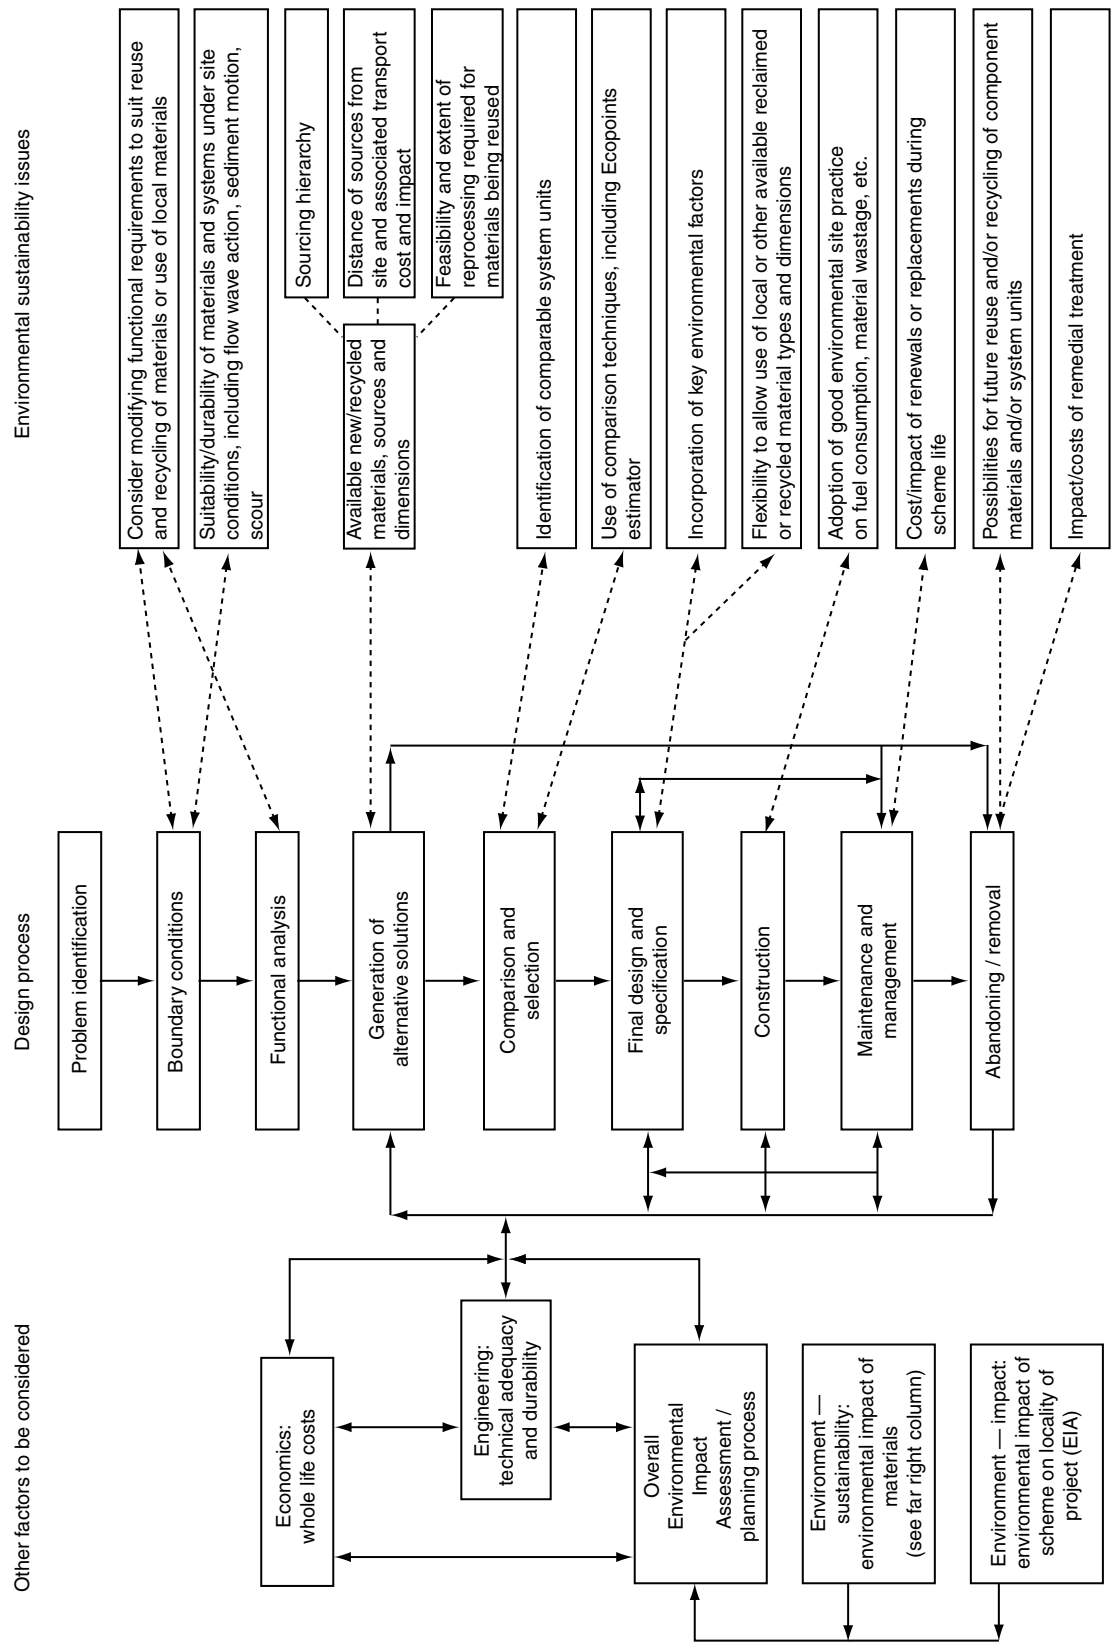 Other factors to be considered
Economics:
whole life costs
Engineering:
technical adequacy
and durability
Overall
Environmental
Impact
Assessment /
planning process
Environment —
sustainability:
environmental impact of
materials
(see far right column)
Environment — impact:
environmental impact of
scheme on locality of
project (EIA)
Design process
Problem identification
Boundary conditions
Functional analysis
Generation of
alternative solutions
Comparison and
selection
Final design and
specification
Construction
Maintenance and
management
Abandoning / removal
Environmental sustainability issues
Consider modifying functional requirements to suit reuse
and recycling of materials or use of local materials
Suitability/durability of materials and systems under site
conditions, including flow wave action, sediment motion,
scour
Available new/recycled
materials, sources and
dimensions
Sourcing hierarchy
Distance of sources from
site and associated transport
cost and impact
Feasibility and extent of
reprocessing required for
materials being reused
Identification of comparable system units
Use of comparison techniques, including Ecopoints
estimator
Incorporation of key environmental factors
Flexibility to allow use of local or other available reclaimed
or recycled material types and dimensions
Adoption of good environmental site practice
on fuel consumption, material wastage, etc.
Cost/impact of renewals or replacements during
scheme life
Possibilities for future reuse and/or recycling of component
materials and/or system units
Impact/costs of remedial treatment